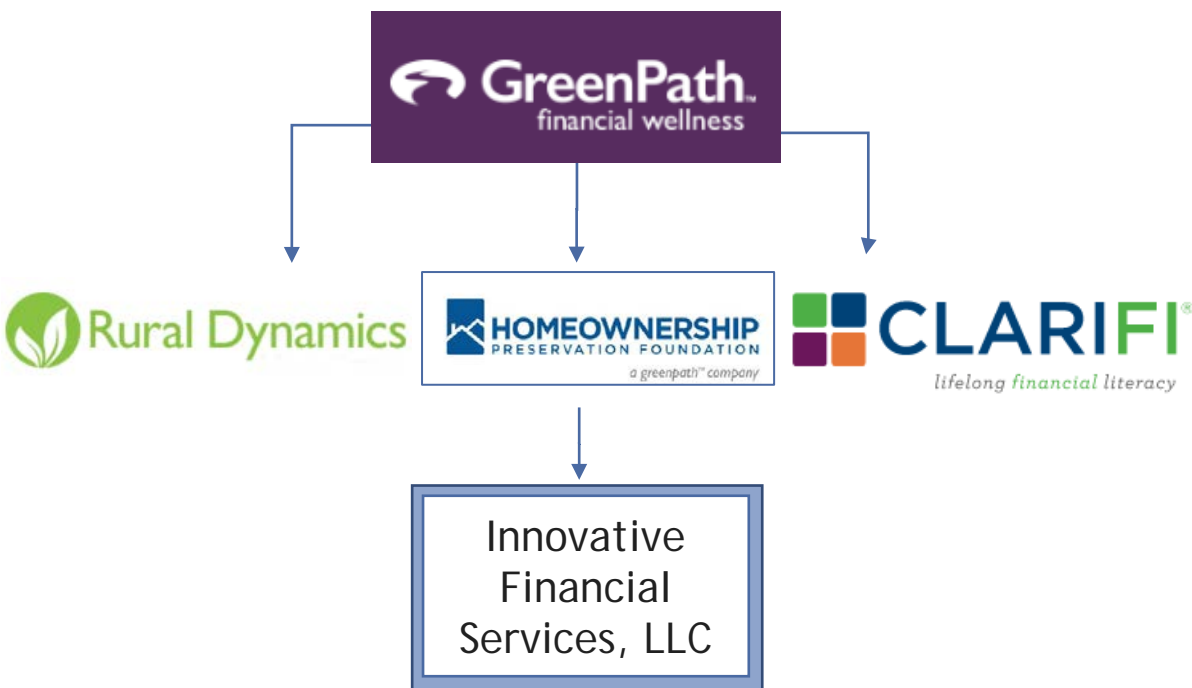 GreenPath™
financial wellness
Rural Dynamics
HOMEOWNERSHIP
PRESERVATION FOUNDATION
a greenpath™ company
CLARIFI®
lifelong financial literacy
Innovative
Financial
Services, LLC